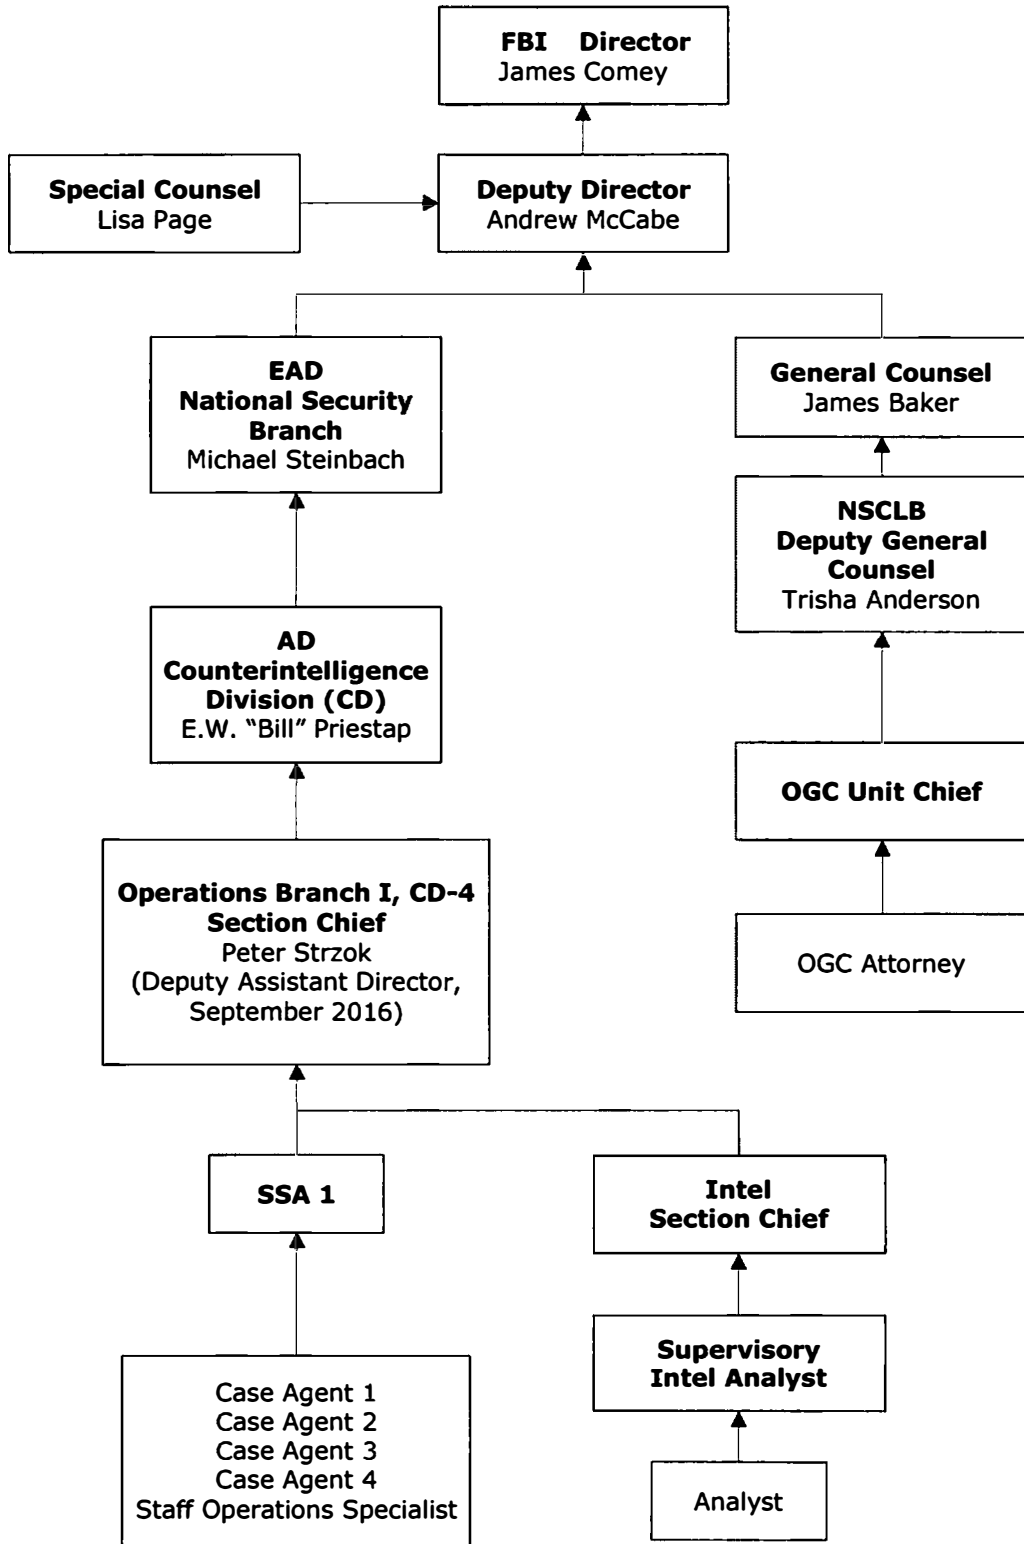 FBI Director
James Comey
Special Counsel
Lisa Page
Deputy Director
Andrew McCabe
EAD
National Security
Branch
Michael Steinbach
General Counsel
James Baker
NSCLB
Deputy General
Counsel
Trisha Anderson
AD
Counterintelligence
Division (CD)
E.W. “Bill” Priestap
OGC Unit Chief
Operations Branch I, CD-4
Section Chief
Peter Strzok
(Deputy Assistant Director,
September 2016)
OGC Attorney
SSA 1
Intel
Section Chief
Supervisory
Intel Analyst
Case Agent 1
Case Agent 2
Case Agent 3
Case Agent 4
Staff Operations Specialist
Analyst